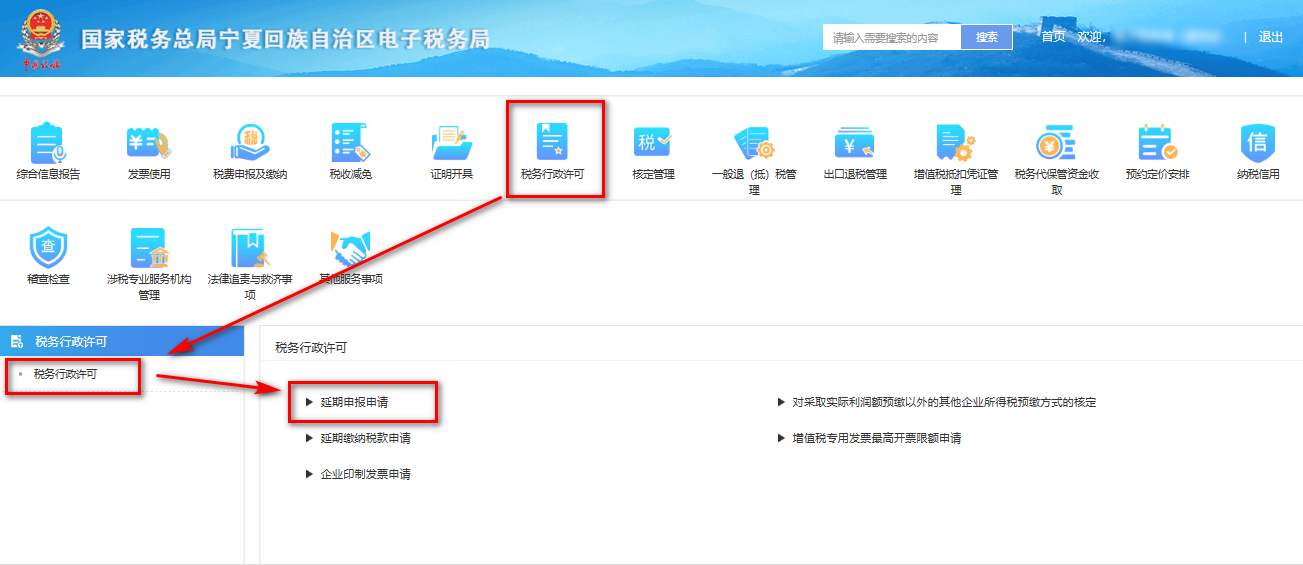 国家税务总局宁夏回族自治区电子税务局
请输入需要搜索的内容
搜索
首页 欢迎,
| 退出
中国税务
综合信息报告
发票使用
税费申报及缴纳
税收减免
证明开具
税务行政许可
核定管理
一般退（抵）税管
理
出口退税管理
增值税抵扣凭证管
理
税务代保管资金收
取
预约定价安排
纳税信用
稽查检查
涉税专业服务机构
管理
法律追责与救济事
项
其他服务事项
税务行政许可
税务行政许可
税务行政许可
延期申报申请
对采取实际利润额预缴以外的其他企业所得税预缴方式的核定
延期缴纳税款申请
增值税专用发票最高开票限额申请
企业印制发票申请